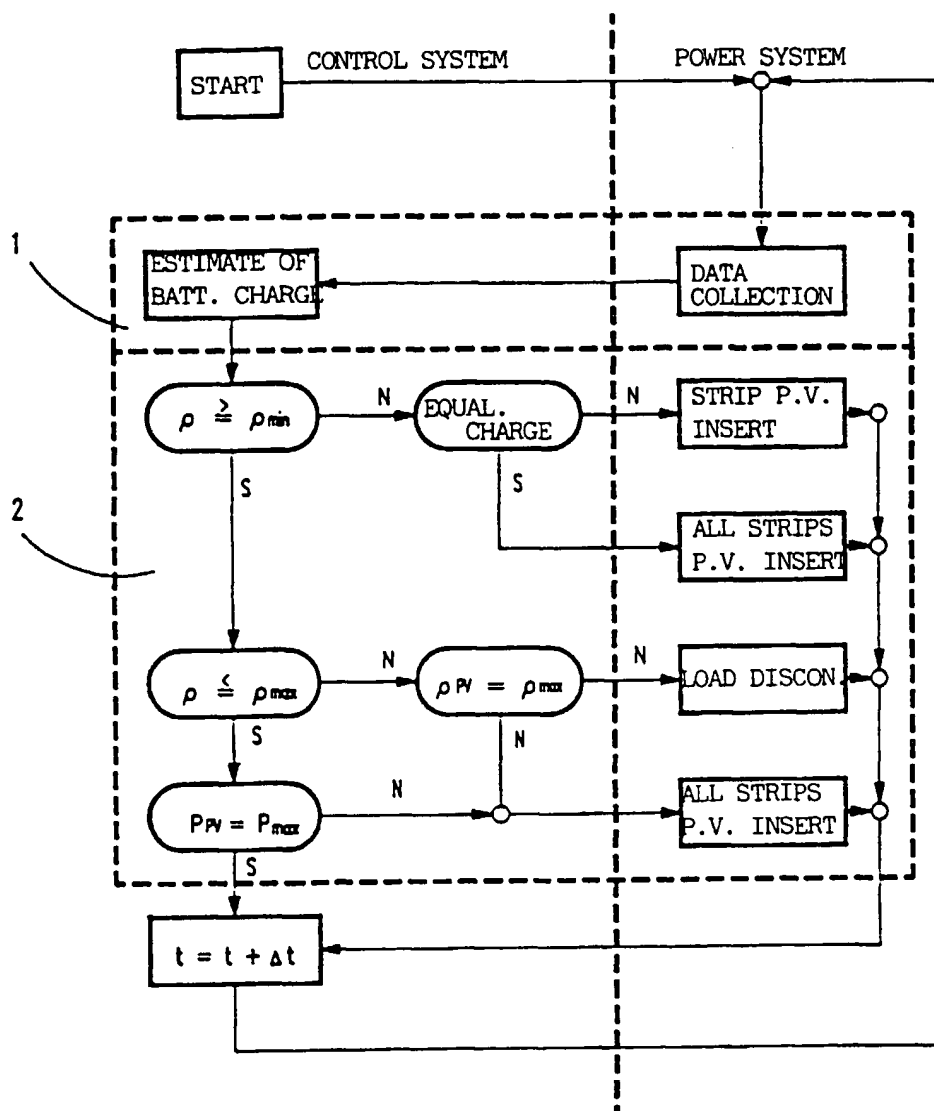 CONTROL SYSTEM
POWER SYSTEM
START
1
ESTIMATE OF
BATT. CHARGE
DATA
COLLECTION
ρ ≧ ρmin
N
EQUAL.
CHARGE
N
STRIP P.V.
INSERT
S
S
2
ALL STRIPS
P.V. INSERT
ρ ≦ ρmax
N
ρPV = ρmax
N
LOAD DISCON.
S
N
N
PPV = Pmax
ALL STRIPS
P.V. INSERT
S
t = t + Δt